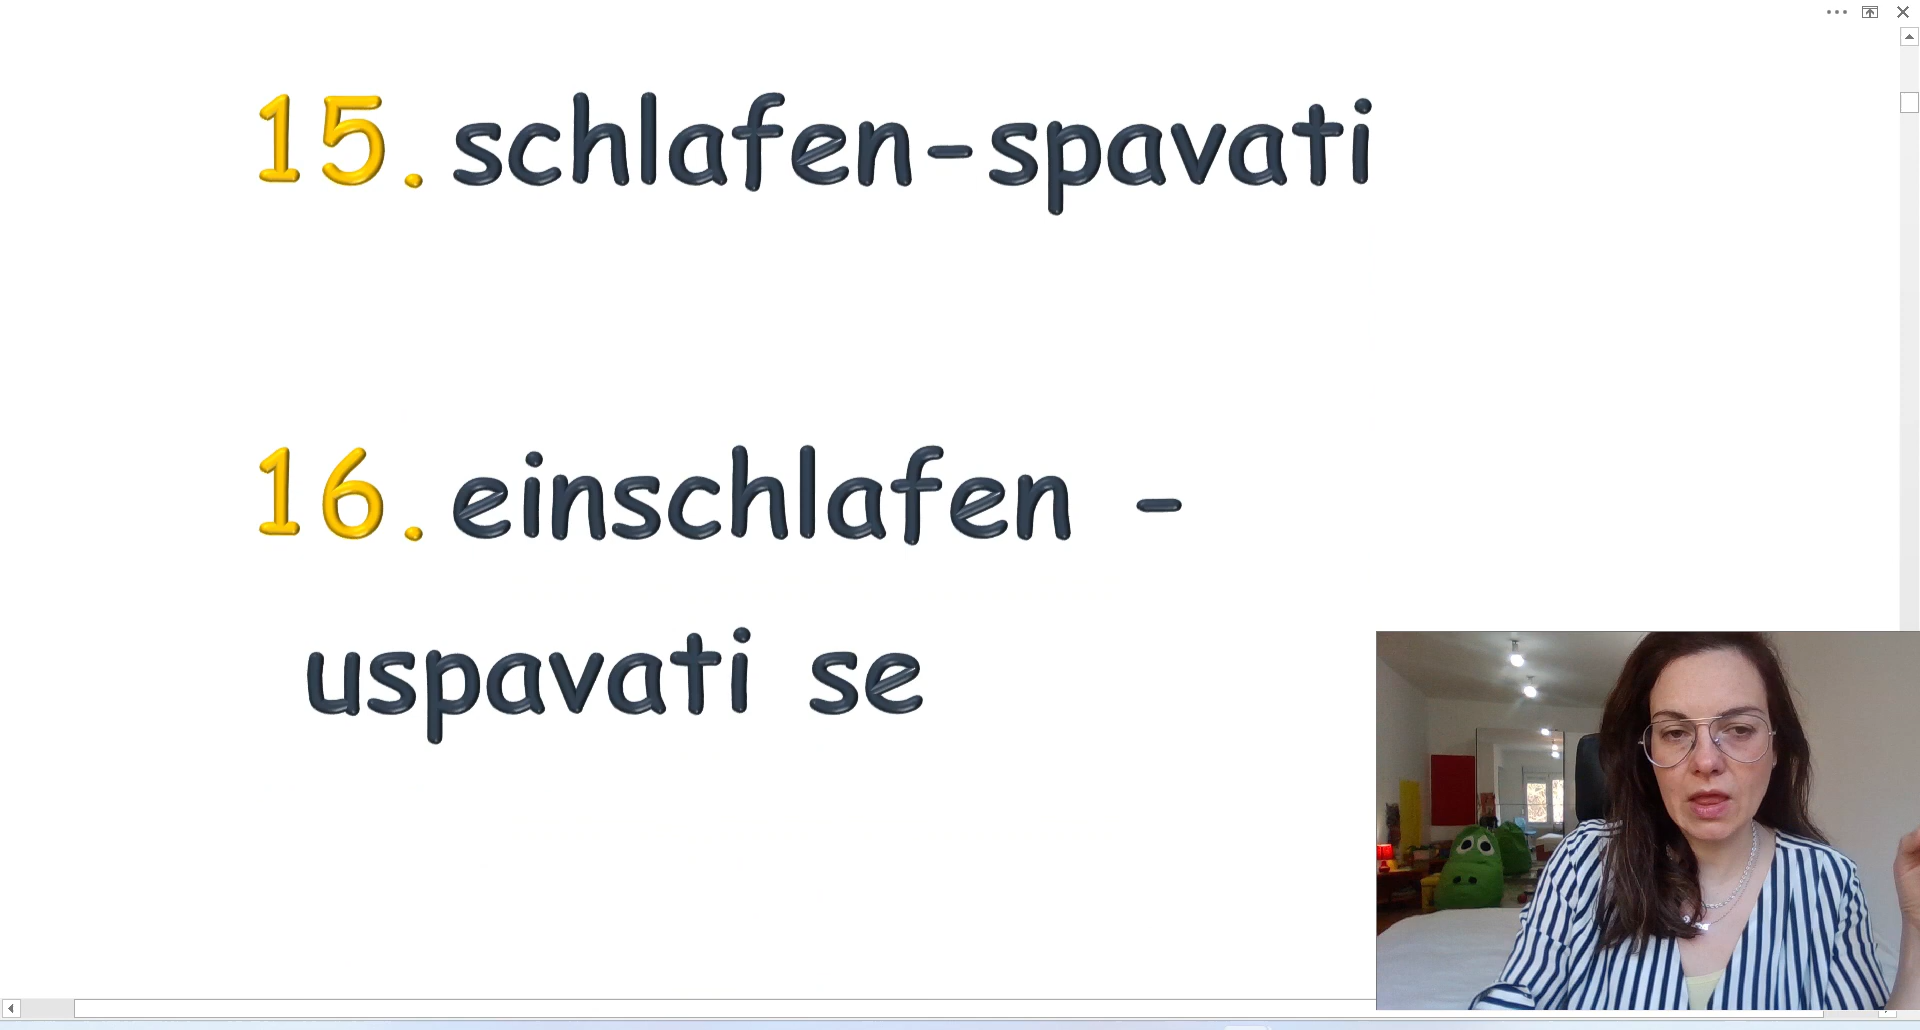 15. schlafen-spavati
16. einschlafen -
uspavati se